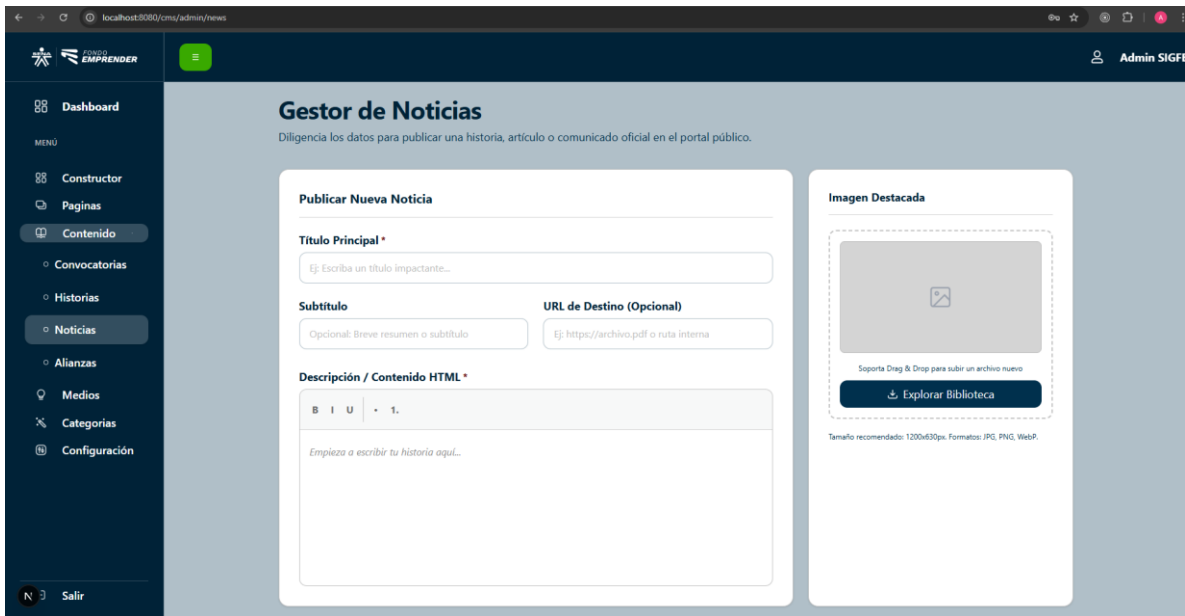 localhost:8080/cms/admin/news
FONDO
EMPRENDER
Admin SIGFE
Dashboard
MENÚ
Constructor
Paginas
Contenido
Convocatorias
Historias
Noticias
Alianzas
Medios
Categorias
Configuración
N
Salir
Gestor de Noticias
Diligencia los datos para publicar una historia, artículo o comunicado oficial en el portal público.
Publicar Nueva Noticia
Título Principal *
Ej: Escriba un título impactante...
Subtítulo
Opcional: Breve resumen o subtítulo
URL de Destino (Opcional)
Ej: https://archivo.pdf o ruta interna
Descripción / Contenido HTML *
B I U • 1.
Empieza a escribir tu historia aquí...
Imagen Destacada
Soporta Drag & Drop para subir un archivo nuevo
Explorar Biblioteca
Tamaño recomendado: 1200x630px. Formatos: JPG, PNG, WebP.